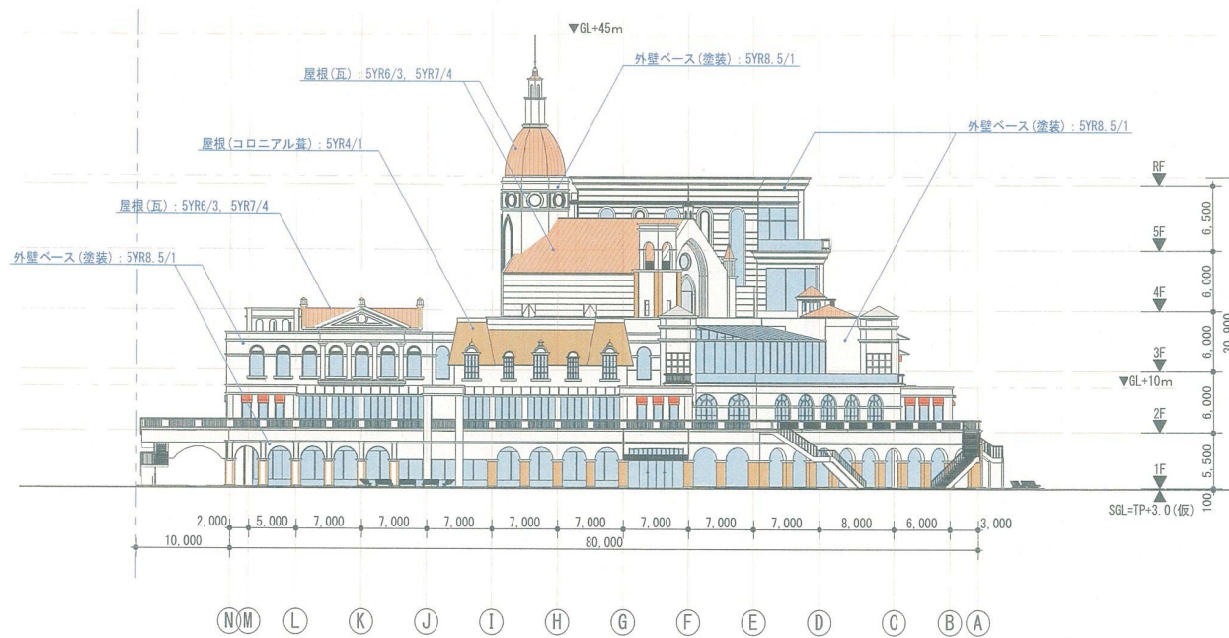 ▼GL+45m
外壁ベース(塗装):5YR8.5/1
屋根(瓦):5YR6/3, 5YR7/4
外壁ベース(塗装):5YR8.5/1
屋根(コロニアル葺):5YR4/1
屋根(瓦):5YR6/3, 5YR7/4
外壁ベース(塗装):5YR8.5/1
RF
6,500
5F
6,000
4F
6,000
30,000
3F
▼GL+10m
6,000
2F
5,500
1F
100
SGL=TP+3.0(仮)
2,000 5,000 7,000 7,000 7,000 7,000 7,000 7,000 7,000 7,000 8,000 6,000 3,000
10,000 80,000
N M L K J I H G F E D C B A